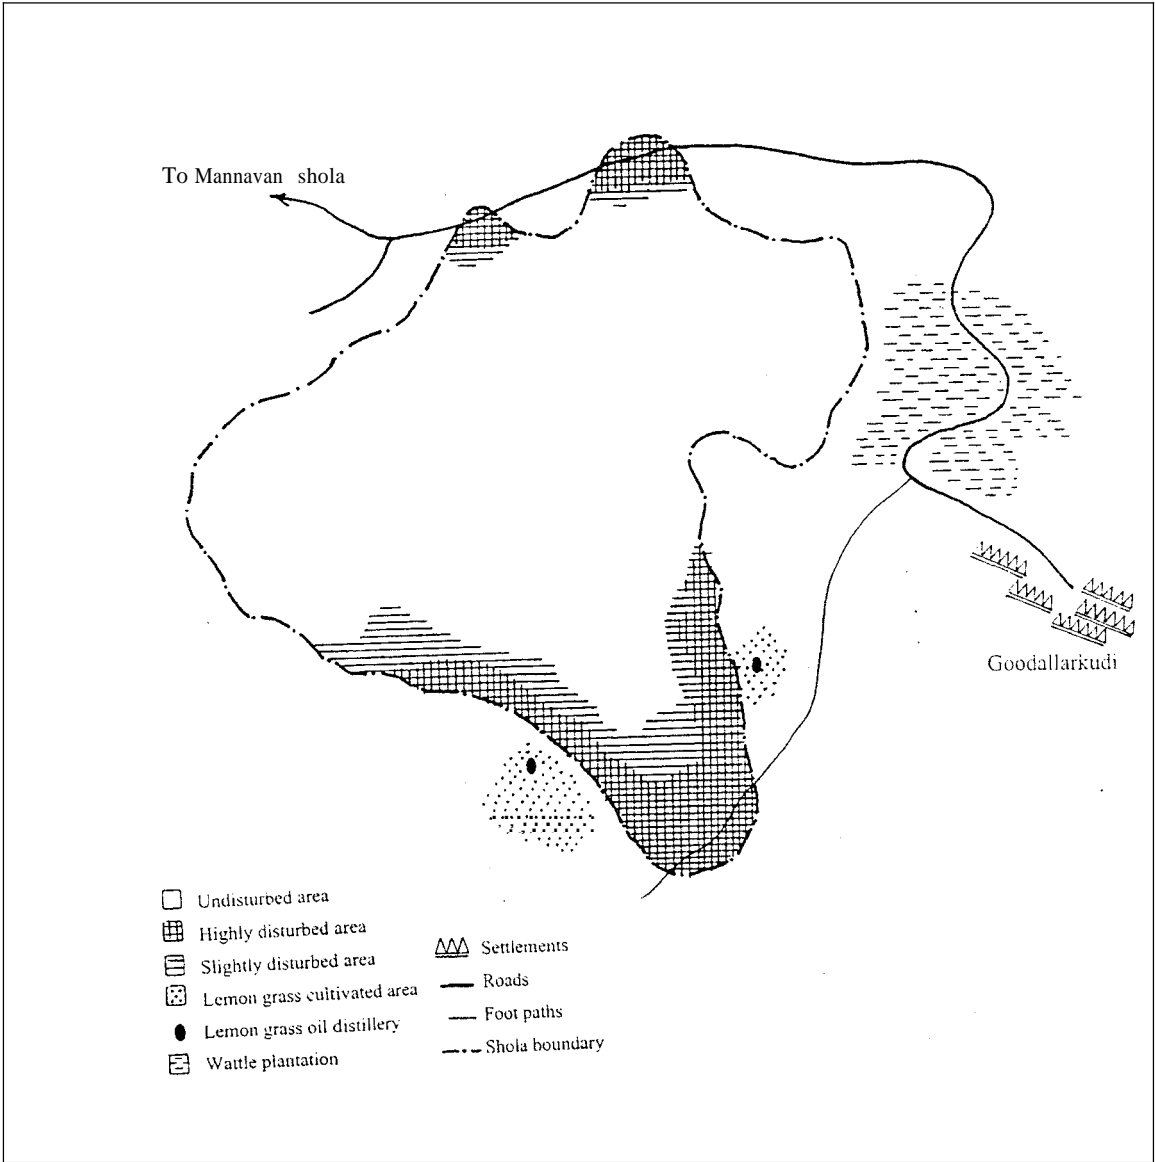 To Mannavan shola
Goodallarkudi
Undisturbed area
Highly disturbed area
Slightly disturbed area
Lemon grass cultivated area
Lemon grass oil distillery
Wattle plantation
Settlements
Roads
Foot paths
Shola boundary